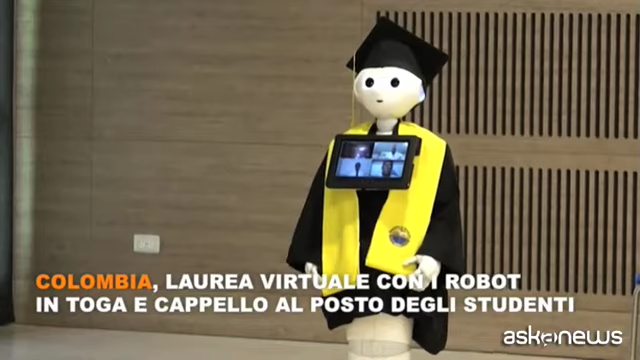 COLOMBIA, LAUREA VIRTUALE CON I ROBOT
IN TOGA E CAPPELLO AL POSTO DEGLI STUDENTI
askanews